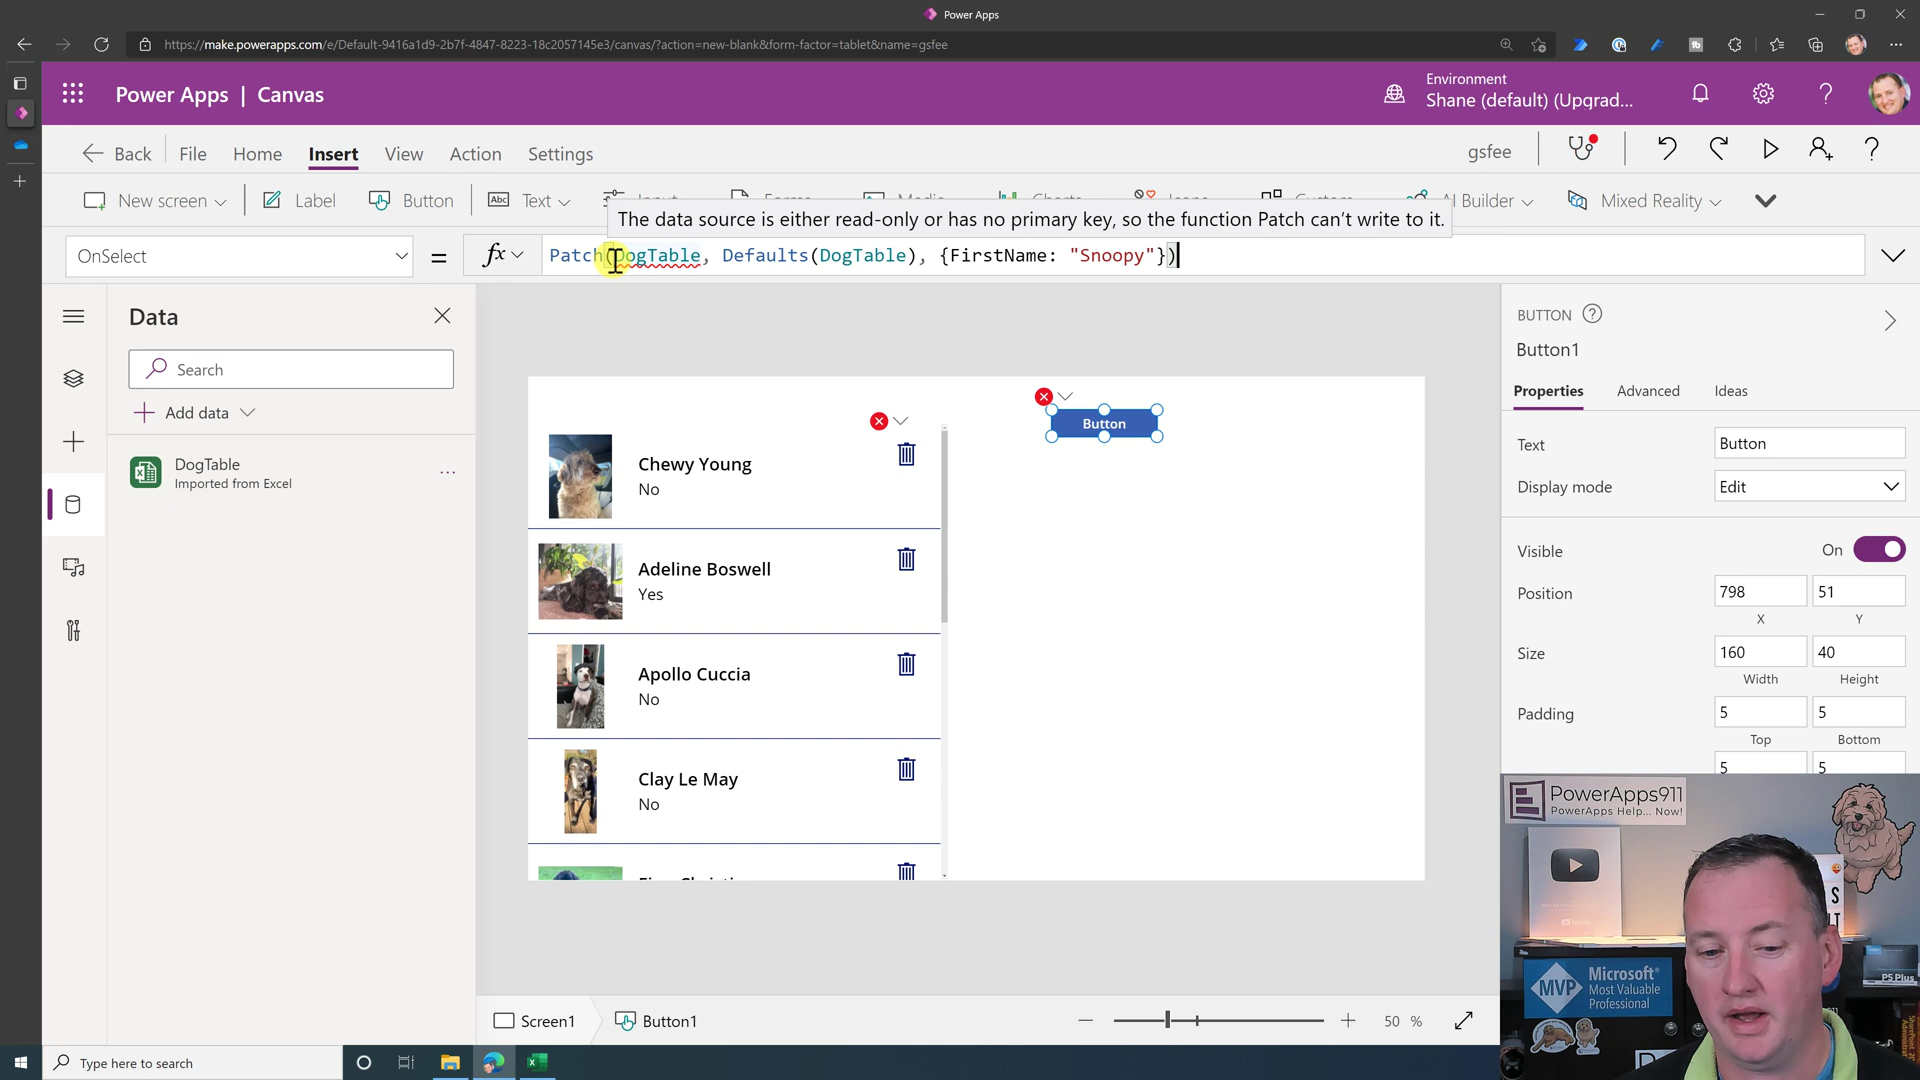 Power Apps
https://make.powerapps.com/e/Default-9416a1d9-2b7f-4847-8223-18c2057145e3/canvas/?action=new-blank&form-factor=tablet&name=gsfee
Power Apps | Canvas
Environment
Shane (default) (Upgrad...
Back File Home Insert View Action Settings gsfee
New screen Label Button Text AI Builder Mixed Reality
The data source is either read-only or has no primary key, so the function Patch can't write to it.
OnSelect = fx Patch(DogTable, Defaults(DogTable), {FirstName: "Snoopy"})
Data
Search
Add data
DogTable
Imported from Excel
Chewy Young
No
Adeline Boswell
Yes
Apollo Cuccia
No
Clay Le May
No
Button
BUTTON
Button1
Properties Advanced Ideas
Text Button
Display mode Edit
Visible On
Position 798 51
X Y
Size 160 40
Width Height
Padding 5 5
Top Bottom
5 5
PowerApps911
PowerApps Help... Now!
Microsoft
MVP
Most Valuable
Professional
P5 Plus
Screen1 Button1 50 %
Type here to search